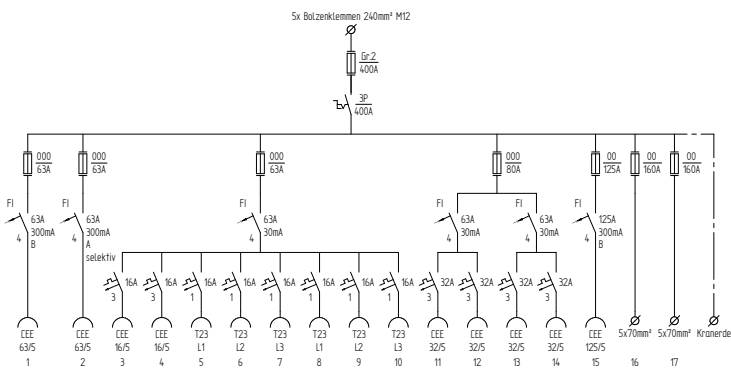 5x Bolzenklemmen 240mm² M12
Gr.2
400A
3P
400A
000 000 000 000 00 00 00
63A 63A 63A 80A 125A 160A 160A
FI FI FI FI FI FI
63A 63A 63A 63A 63A 125A
300mA 300mA 30mA 30mA 30mA 300mA
4 4 4 4 4 4
B A B
selektiv
16A 16A 16A 16A 16A 16A 16A 16A 32A 32A 32A 32A
3 3 1 1 1 1 1 1 3 3 3 3
CEE CEE CEE CEE T23 T23 T23 T23 T23 T23 CEE CEE CEE CEE CEE 5x70mm² 5x70mm² Kranerde
63/5 63/5 16/5 16/5 L1 L2 L3 L1 L2 L3 32/5 32/5 32/5 32/5 125/5
1 2 3 4 5 6 7 8 9 10 11 12 13 14 15 16 17